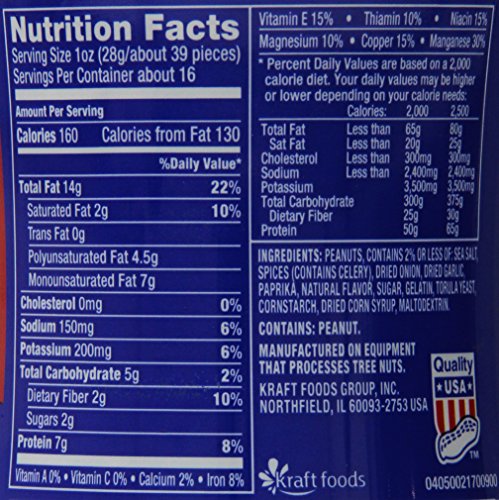 Nutrition Facts
Serving Size 1oz (28g/about 39 pieces)
Servings Per Container about 16
Amount Per Serving
Calories 160 Calories from Fat 130
%Daily Value*
Total Fat 14g 22%
Saturated Fat 2g 10%
Trans Fat 0g
Polyunsaturated Fat 4.5g
Monounsaturated Fat 7g
Cholesterol 0mg 0%
Sodium 150mg 6%
Potassium 200mg 6%
Total Carbohydrate 5g 2%
Dietary Fiber 2g 10%
Sugars 2g
Protein 7g 8%
Vitamin A 0% • Vitamin C 0% • Calcium 2% • Iron 8%
Vitamin E 15% • Thiamin 10% • Niacin 15%
Magnesium 10% • Copper 15% • Manganese 30%
* Percent Daily Values are based on a 2,000
calorie diet. Your daily values may be higher
or lower depending on your calorie needs:
Calories: 2,000 2,500
Total Fat Less than 65g 80g
Sat Fat Less than 20g 25g
Cholesterol Less than 300mg 300mg
Sodium Less than 2,400mg 2,400mg
Potassium 3,500mg 3,500mg
Total Carbohydrate 300g 375g
Dietary Fiber 25g 30g
Protein 50g 65g
INGREDIENTS: PEANUTS, CONTAINS 2% OR LESS OF: SEA SALT,
SPICES (CONTAINS CELERY), DRIED ONION, DRIED GARLIC,
PAPRIKA, NATURAL FLAVOR, SUGAR, GELATIN, TORULA YEAST,
CORNSTARCH, DRIED CORN SYRUP, MALTODEXTRIN.
CONTAINS: PEANUT.
MANUFACTURED ON EQUIPMENT
THAT PROCESSES TREE NUTS.
KRAFT FOODS GROUP, INC.
NORTHFIELD, IL 60093-2753 USA
Quality
★USA★
TM
kraft foods
04050021700900